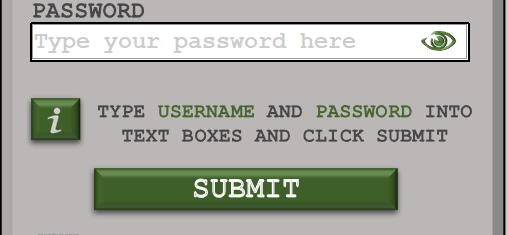 PASSWORD
Type your password here
i TYPE USERNAME AND PASSWORD INTO
TEXT BOXES AND CLICK SUBMIT
SUBMIT